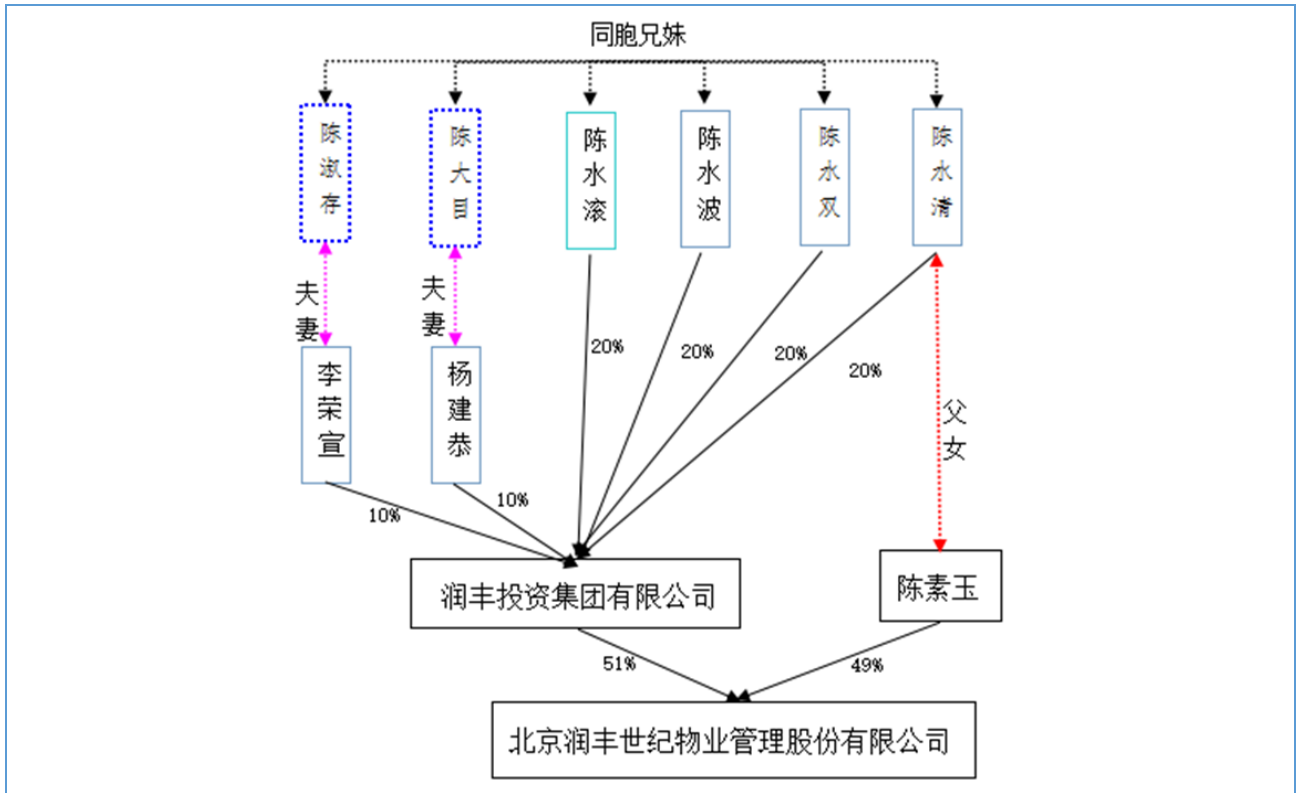 同胞兄妹
陈淑存
陈大目
陈水滚
陈水波
陈水双
陈水清
夫妻
夫妻
李荣宣
杨建恭
20%
20%
20%
20%
父女
10%
10%
润丰投资集团有限公司
陈素玉
51%
49%
北京润丰世纪物业管理股份有限公司